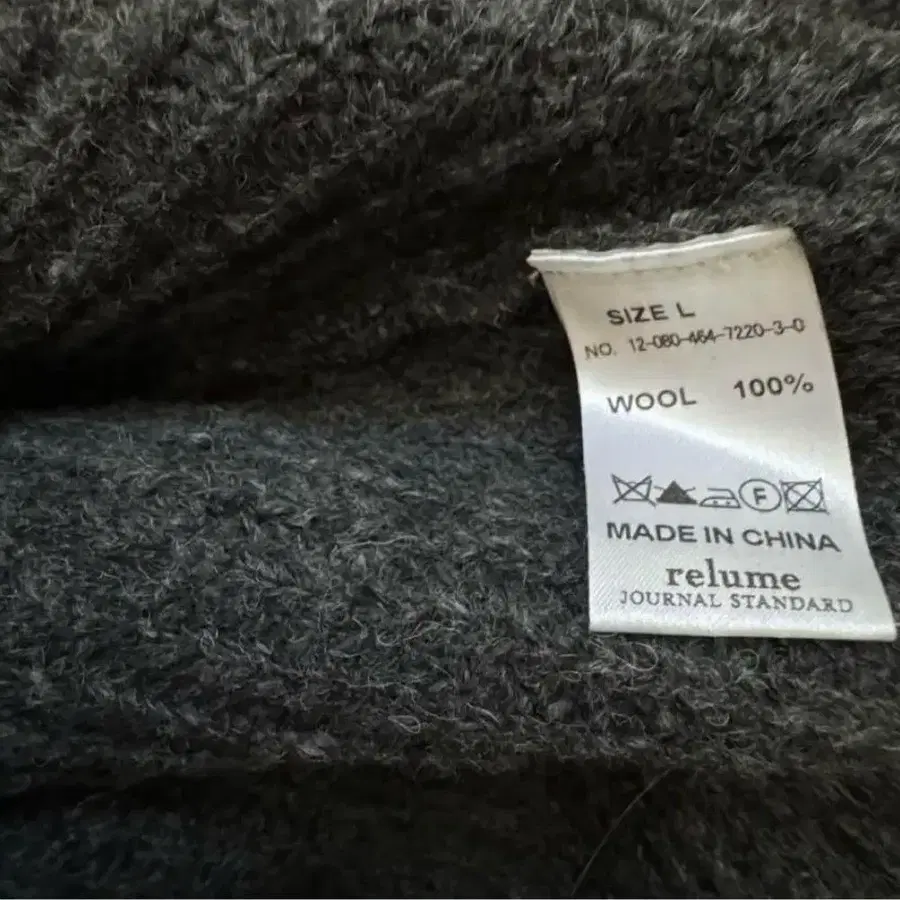 SIZE L
NO. 12-080-464-7220-3-0
WOOL 100%
F
MADE IN CHINA
relume
JOURNAL STANDARD